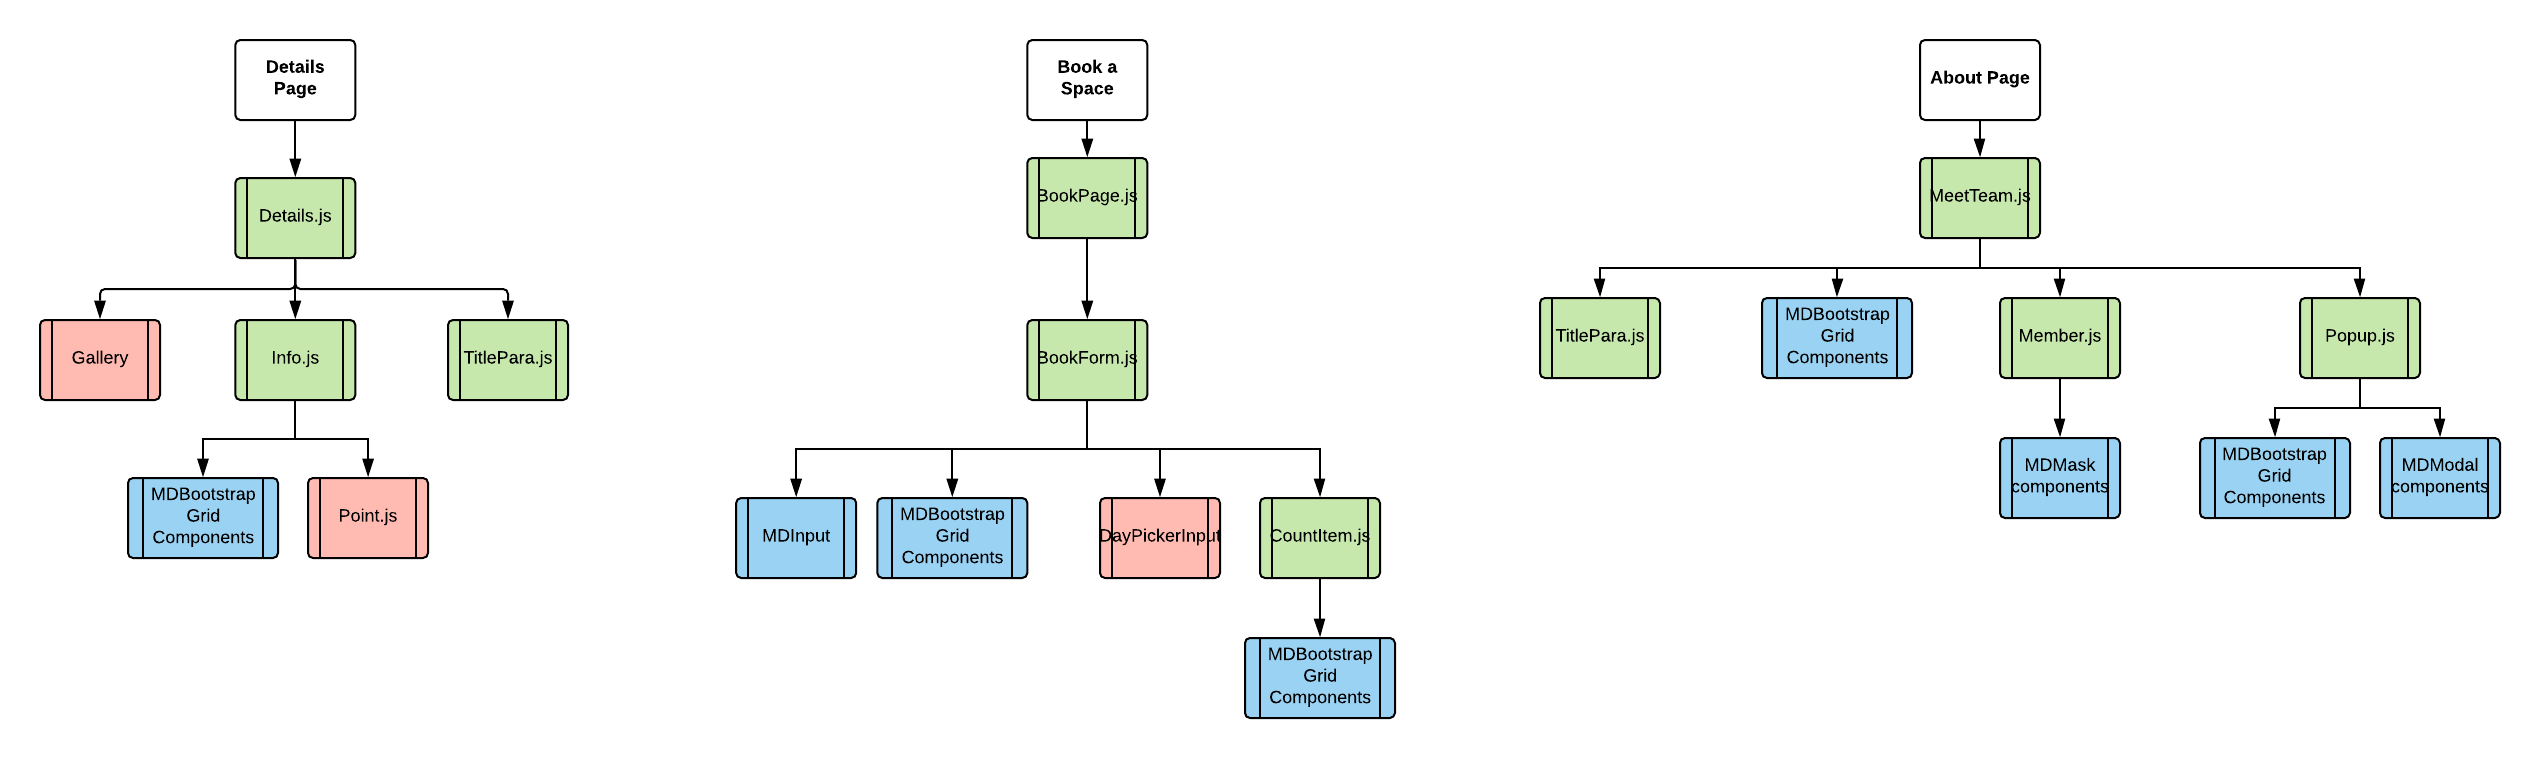 Details
Page
Details.js
Gallery
Info.js
TitlePara.js
MDBootstrap
Grid
Components
Point.js
Book a
Space
BookPage.js
BookForm.js
MDInput
MDBootstrap
Grid
Components
DayPickerInput
CountItem.js
MDBootstrap
Grid
Components
About Page
MeetTeam.js
TitlePara.js
MDBootstrap
Grid
Components
Member.js
Popup.js
MDMask
components
MDBootstrap
Grid
Components
MDModal
components